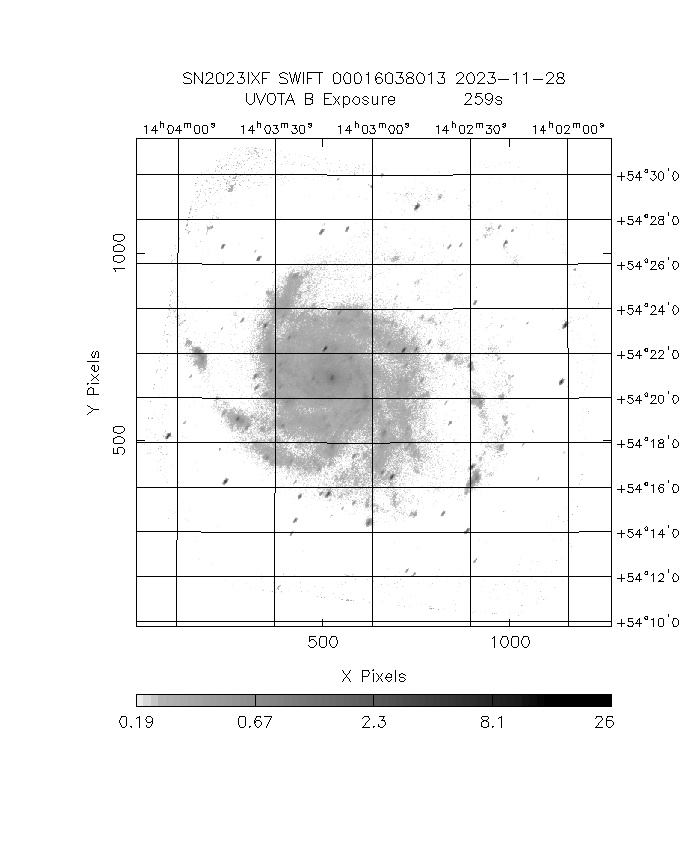 SN2023IXF SWIFT 00016038013 2023-11-28
UVOTA B Exposure 259s
14ʰ04ᵐ00ˢ 14ʰ03ᵐ30ˢ 14ʰ03ᵐ00ˢ 14ʰ02ᵐ30ˢ 14ʰ02ᵐ00ˢ
+54°30'0
+54°28'0
1000
+54°26'0
+54°24'0
+54°22'0
Y Pixels
+54°20'0
500
+54°18'0
+54°16'0
+54°14'0
+54°12'0
+54°10'0
500 1000
X Pixels
0.19 0.67 2.3 8.1 26